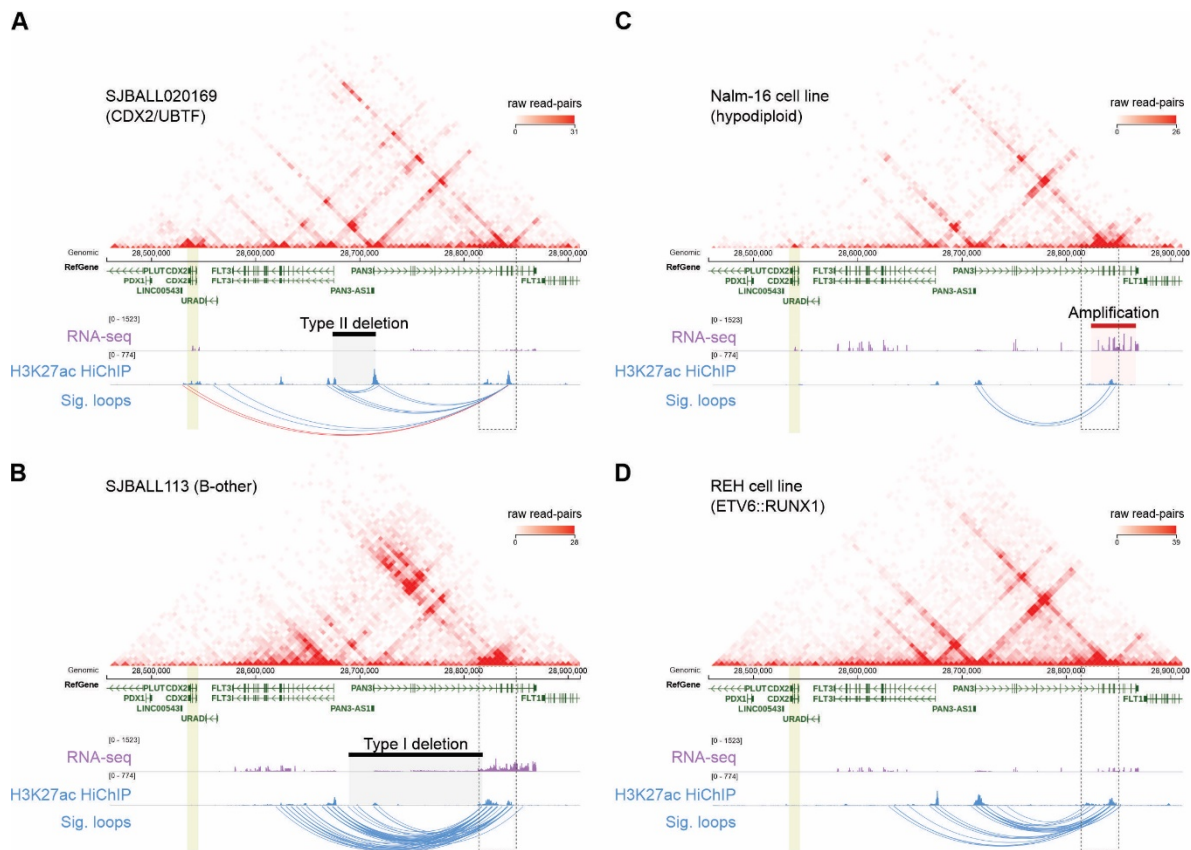 A
SJBALL020169
(CDX2/UBTF)
raw read-pairs
0 31
Genomic 28,500,000 28,600,000 28,700,000 28,800,000 28,900,000
RefGene PLUT CDX2 FLT3 PAN3
PDX1 CDX2 FLT3 FLT1
LINC00543 PAN3-AS1
URAD
[0 - 1523]
RNA-seq
Type II deletion
[0 - 774]
H3K27ac HiChIP
Sig. loops
B
SJBALL113 (B-other)
raw read-pairs
0 28
Genomic 28,500,000 28,600,000 28,700,000 28,800,000 28,900,000
RefGene PLUT CDX2 FLT3 PAN3
PDX1 CDX2 FLT3 FLT1
LINC00543 PAN3-AS1
URAD
[0 - 1523]
RNA-seq
Type I deletion
[0 - 774]
H3K27ac HiChIP
Sig. loops
C
Nalm-16 cell line
(hypodiploid)
raw read-pairs
0 26
Genomic 28,500,000 28,600,000 28,700,000 28,800,000 28,900,000
RefGene PLUT CDX2 FLT3 PAN3
PDX1 CDX2 FLT3 FLT1
LINC00543 PAN3-AS1
URAD
[0 - 1523]
RNA-seq
Amplification
[0 - 774]
H3K27ac HiChIP
Sig. loops
D
REH cell line
(ETV6::RUNX1)
raw read-pairs
0 39
Genomic 28,500,000 28,600,000 28,700,000 28,800,000 28,900,000
RefGene PLUT CDX2 FLT3 PAN3
PDX1 CDX2 FLT3 FLT1
LINC00543 PAN3-AS1
URAD
[0 - 1523]
RNA-seq
[0 - 774]
H3K27ac HiChIP
Sig. loops